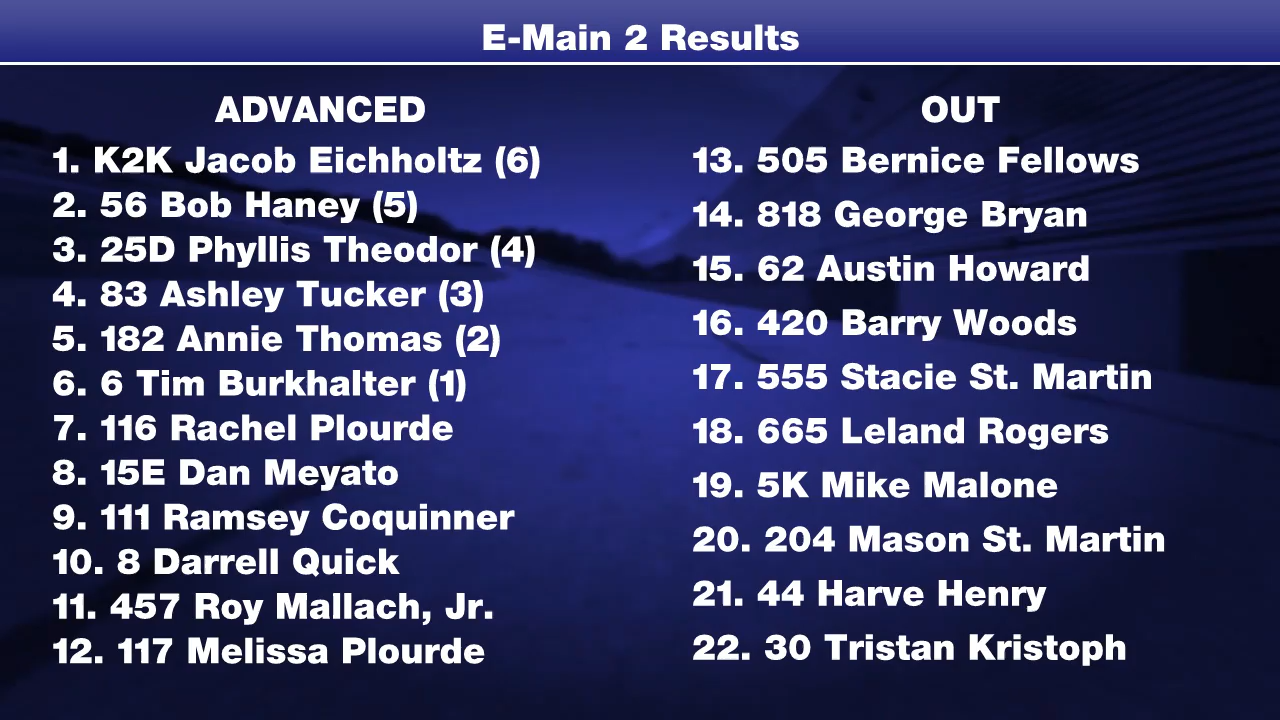 E-Main 2 Results
ADVANCED
1. K2K Jacob Eichholtz (6)
2. 56 Bob Haney (5)
3. 25D Phyllis Theodor (4)
4. 83 Ashley Tucker (3)
5. 182 Annie Thomas (2)
6. 6 Tim Burkhalter (1)
7. 116 Rachel Plourde
8. 15E Dan Meyato
9. 111 Ramsey Coquinner
10. 8 Darrell Quick
11. 457 Roy Mallach, Jr.
12. 117 Melissa Plourde
OUT
13. 505 Bernice Fellows
14. 818 George Bryan
15. 62 Austin Howard
16. 420 Barry Woods
17. 555 Stacie St. Martin
18. 665 Leland Rogers
19. 5K Mike Malone
20. 204 Mason St. Martin
21. 44 Harve Henry
22. 30 Tristan Kristoph